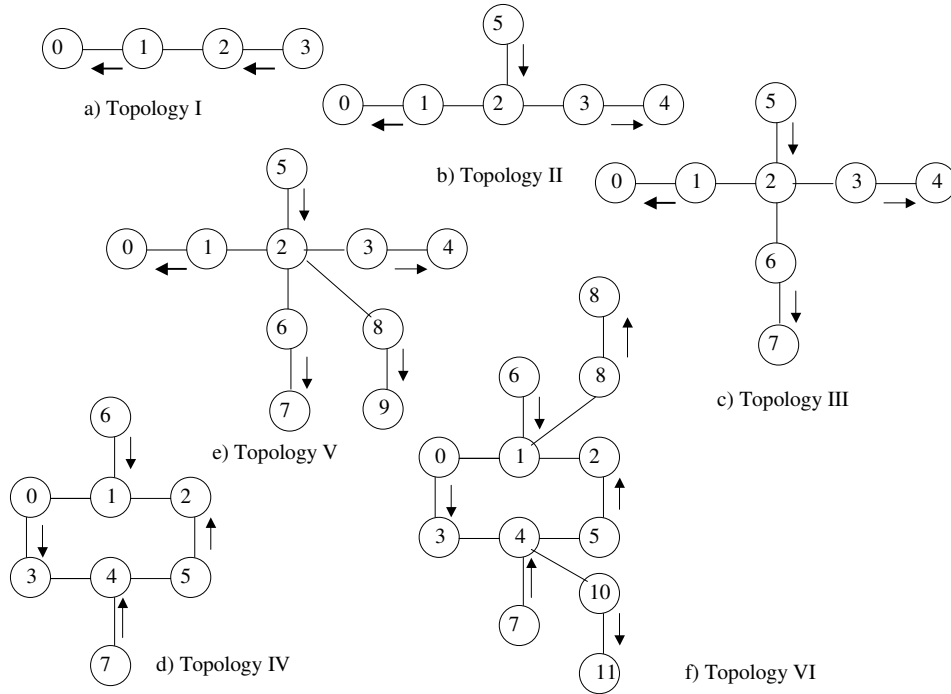 0 1 2 3
a) Topology I
5
0 1 2 3 4
b) Topology II
5
0 1 2 3 4
6
7
c) Topology III
5
0 1 2 3 4
6 8
7 9
e) Topology V
6
0 1 2
3 4 5
7
d) Topology IV
8
6 8
0 1 2
3 4 5
7 10
11
f) Topology VI